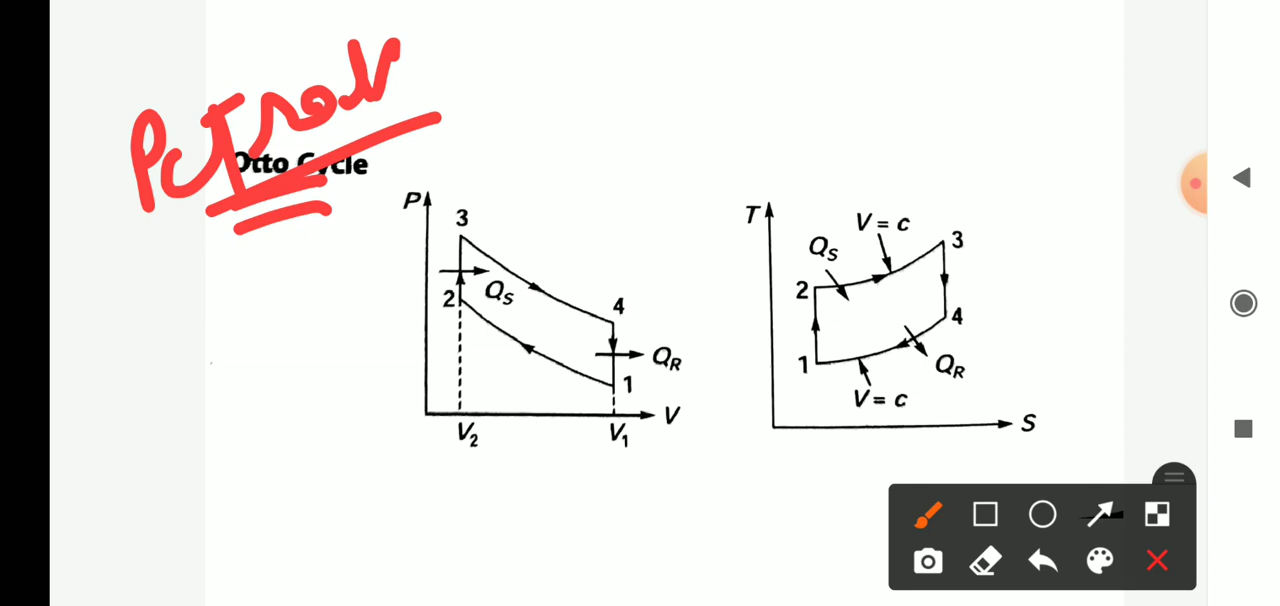 Petrol
Otto Cycle
P
3
2
Qs
4
QR
1
V
V2
V1
T
V = c
Qs
3
2
4
1
QR
V = c
S